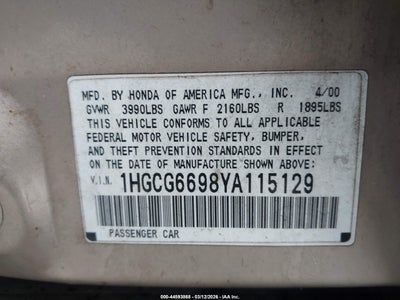 MFD. BY HONDA OF AMERICA MFG., INC. 4/00
GVWR 3990LBS GAWR F 2160LBS R 1895LBS
THIS VEHICLE CONFORMS TO ALL APPLICABLE
FEDERAL MOTOR VEHICLE SAFETY, BUMPER,
AND THEFT PREVENTION STANDARDS IN EFFECT
ON THE DATE OF MANUFACTURE SHOWN ABOVE.
V.I.N. 1HGCG6698YA115129
PASSENGER CAR
000-44593088 - 03/12/2026 - IAA Inc.